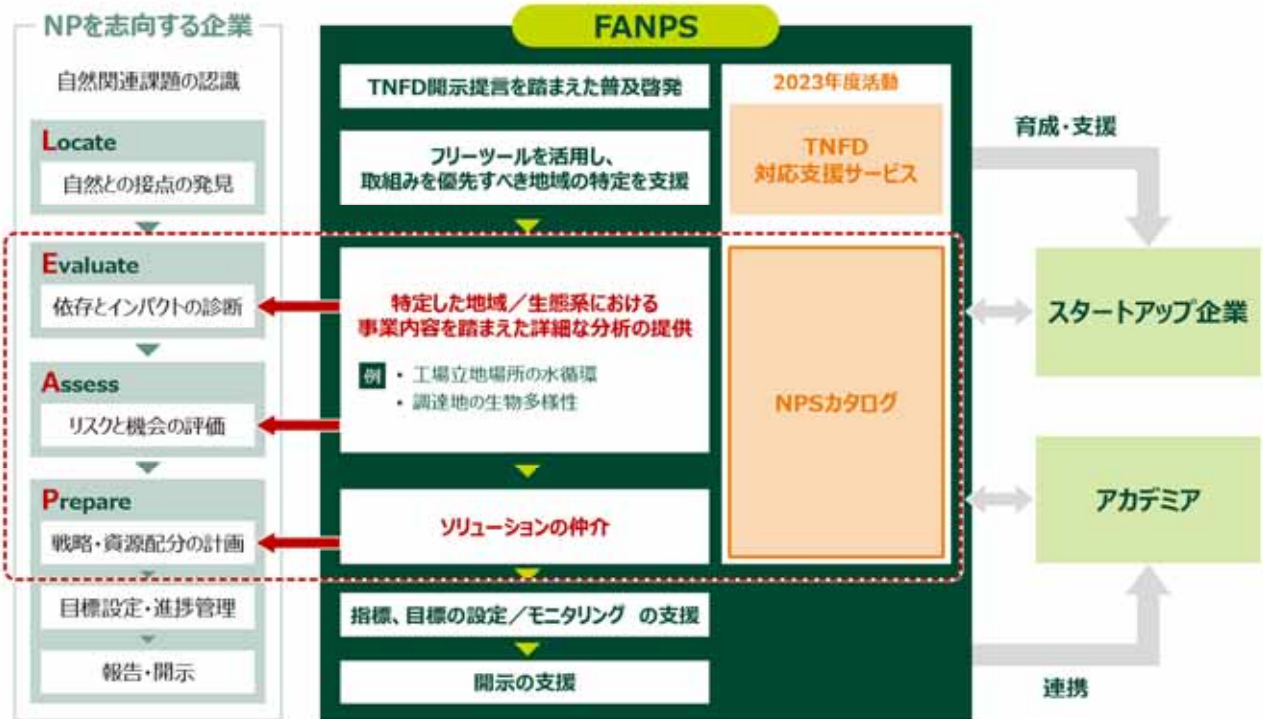 NPを志向する企業
自然関連課題の認識
Locate
自然との接点の発見
Evaluate
依存とインパクトの診断
Assess
リスクと機会の評価
Prepare
戦略・資源配分の計画
目標設定・進捗管理
報告・開示
FANPS
TNFD開示提言を踏まえた普及啓発
フリーツールを活用し、
取組みを優先すべき地域の特定を支援
特定した地域／生態系における
事業内容を踏まえた詳細な分析の提供
例 ・ 工場立地場所の水循環
・ 調達地の生物多様性
ソリューションの仲介
指標、目標の設定／モニタリング の支援
開示の支援
2023年度活動
TNFD
対応支援サービス
NPSカタログ
育成・支援
スタートアップ企業
アカデミア
連携